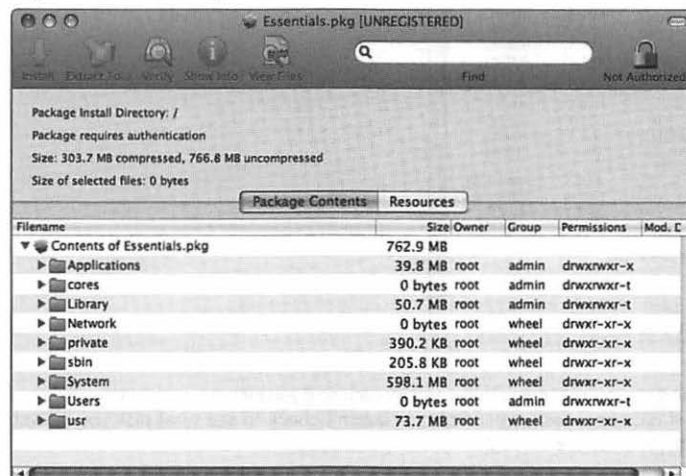 Essentials.pkg [UNREGISTERED]
Install Extract To... Verify Show Info View Files Find Not Authorized
Package Install Directory: /
Package requires authentication
Size: 303.7 MB compressed, 766.8 MB uncompressed
Size of selected files: 0 bytes
Package Contents Resources
Filename Size Owner Group Permissions Mod. D
Contents of Essentials.pkg 762.9 MB
Applications 39.8 MB root admin drwxrwxr-x
cores 0 bytes root admin drwxrwxr-t
Library 50.7 MB root admin drwxrwxr-t
Network 0 bytes root wheel drwxr-xr-x
private 390.2 KB root wheel drwxr-xr-x
sbin 205.8 KB root wheel drwxr-xr-x
System 598.1 MB root wheel drwxr-xr-x
Users 0 bytes root admin drwxrwxr-t
usr 73.7 MB root wheel drwxr-xr-x